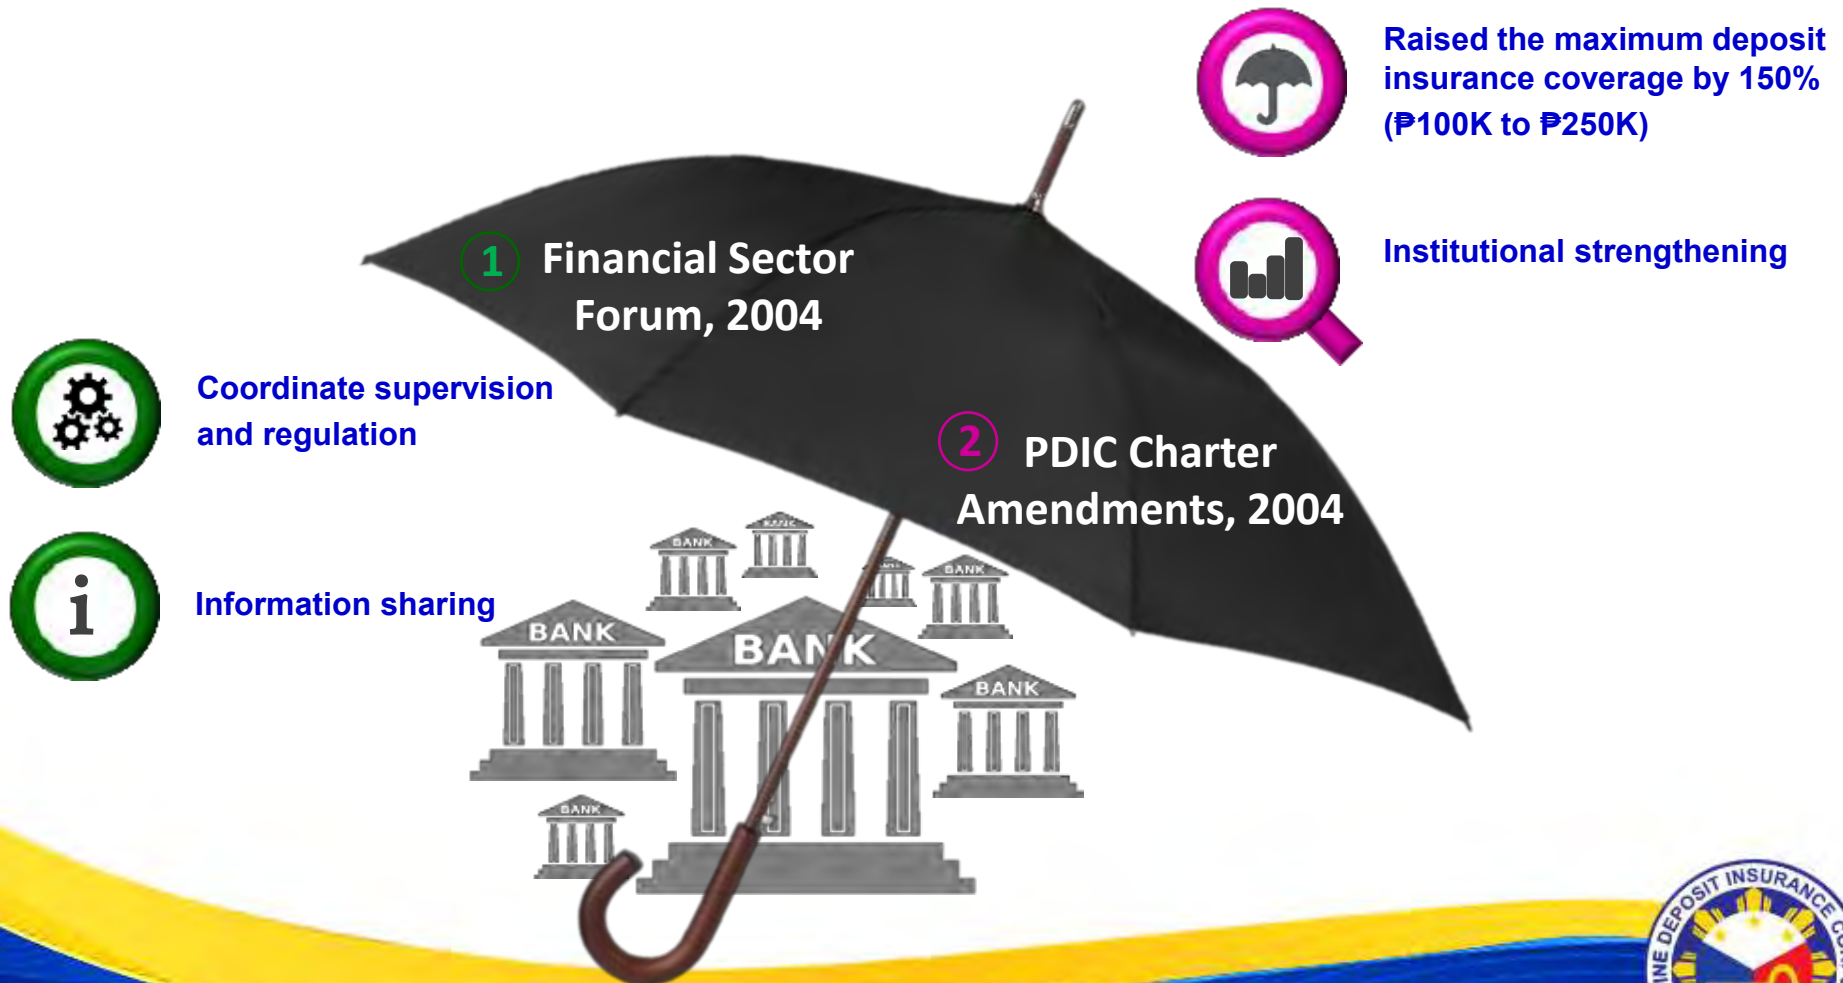 Raised the maximum deposit
insurance coverage by 150%
(₱100K to ₱250K)
Institutional strengthening
1 Financial Sector
Forum, 2004
Coordinate supervision
and regulation
2 PDIC Charter
Amendments, 2004
Information sharing
i
BANK
BANK
BANK
BANK
BANK
BANK
BANK
BANK
DEPOSIT INSURANCE